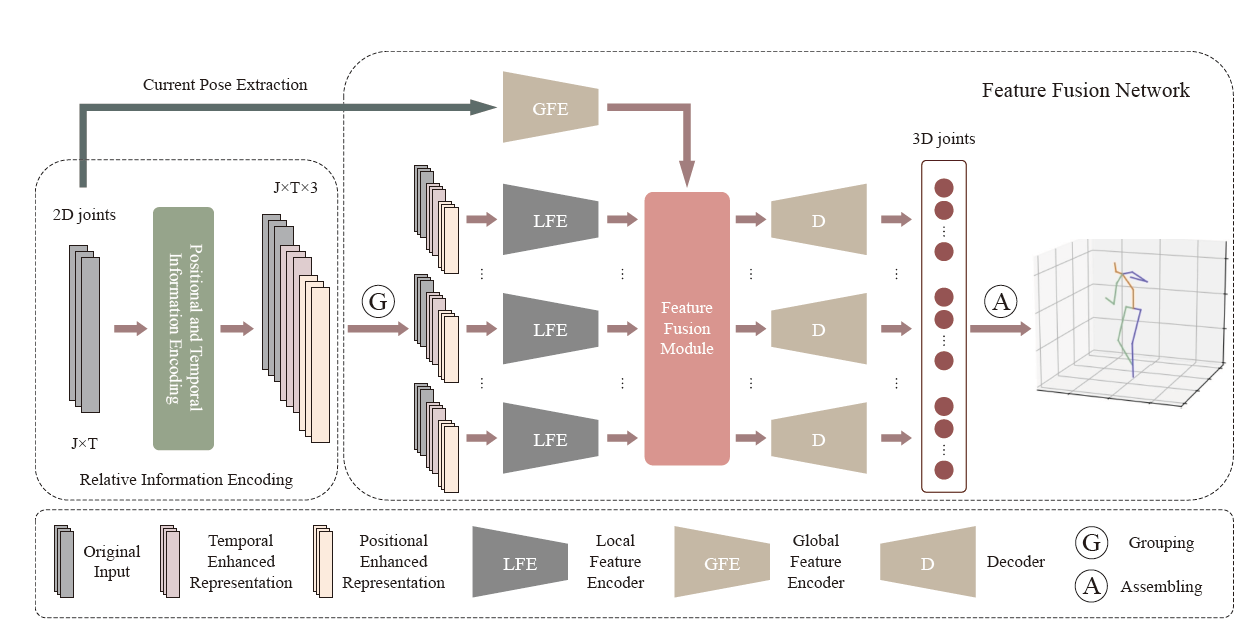 Current Pose Extraction
Feature Fusion Network
GFE
3D joints
J×T×3
2D joints
Positional and Temporal
Information Encoding
J×T
Relative Information Encoding
G
LFE
LFE
LFE
Feature
Fusion
Module
D
D
D
A
Original
Input
Temporal
Enhanced
Representation
Positional
Enhanced
Representation
LFE
Local
Feature
Encoder
GFE
Global
Feature
Encoder
D
Decoder
G
Grouping
A
Assembling